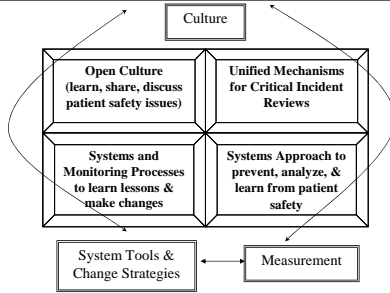 Culture
Open Culture
(learn, share, discuss
patient safety issues)
Unified Mechanisms
for Critical Incident
Reviews
Systems and
Monitoring Processes
to learn lessons &
make changes
Systems Approach to
prevent, analyze, &
learn from patient
safety
System Tools &
Change Strategies
Measurement